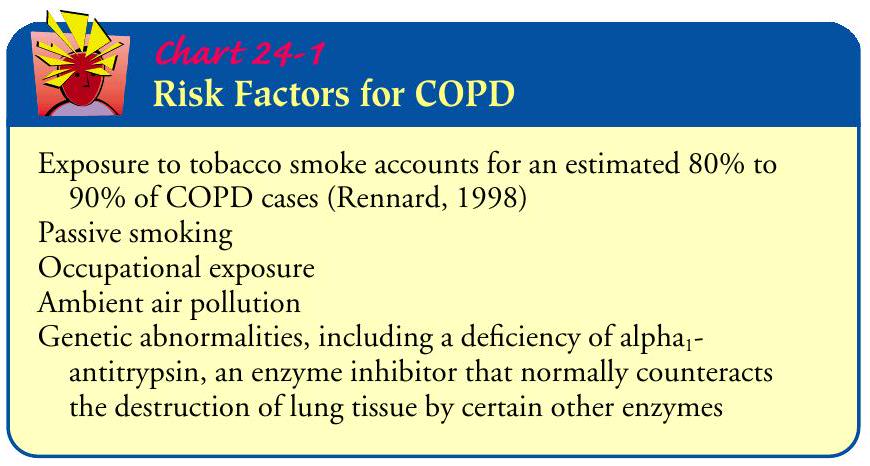 Chart 24-1
Risk Factors for COPD
Exposure to tobacco smoke accounts for an estimated 80% to
90% of COPD cases (Rennard, 1998)
Passive smoking
Occupational exposure
Ambient air pollution
Genetic abnormalities, including a deficiency of alpha₁-
antitrypsin, an enzyme inhibitor that normally counteracts
the destruction of lung tissue by certain other enzymes